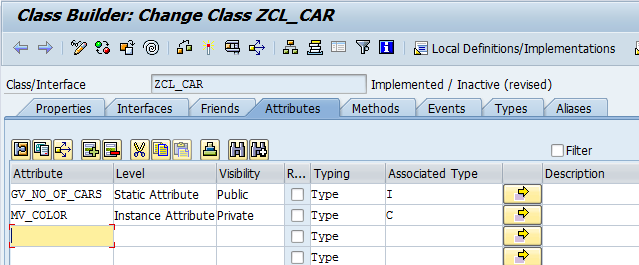 Class Builder: Change Class ZCL_CAR
Local Definitions/Implementations
Class/Interface ZCL_CAR Implemented / Inactive (revised)
Properties Interfaces Friends Attributes Methods Events Types Aliases
Filter
Attribute Level Visibility R... Typing Associated Type Description
GV_NO_OF_CARS Static Attribute Public Type I
MV_COLOR Instance Attribute Private Type C
Type
Type